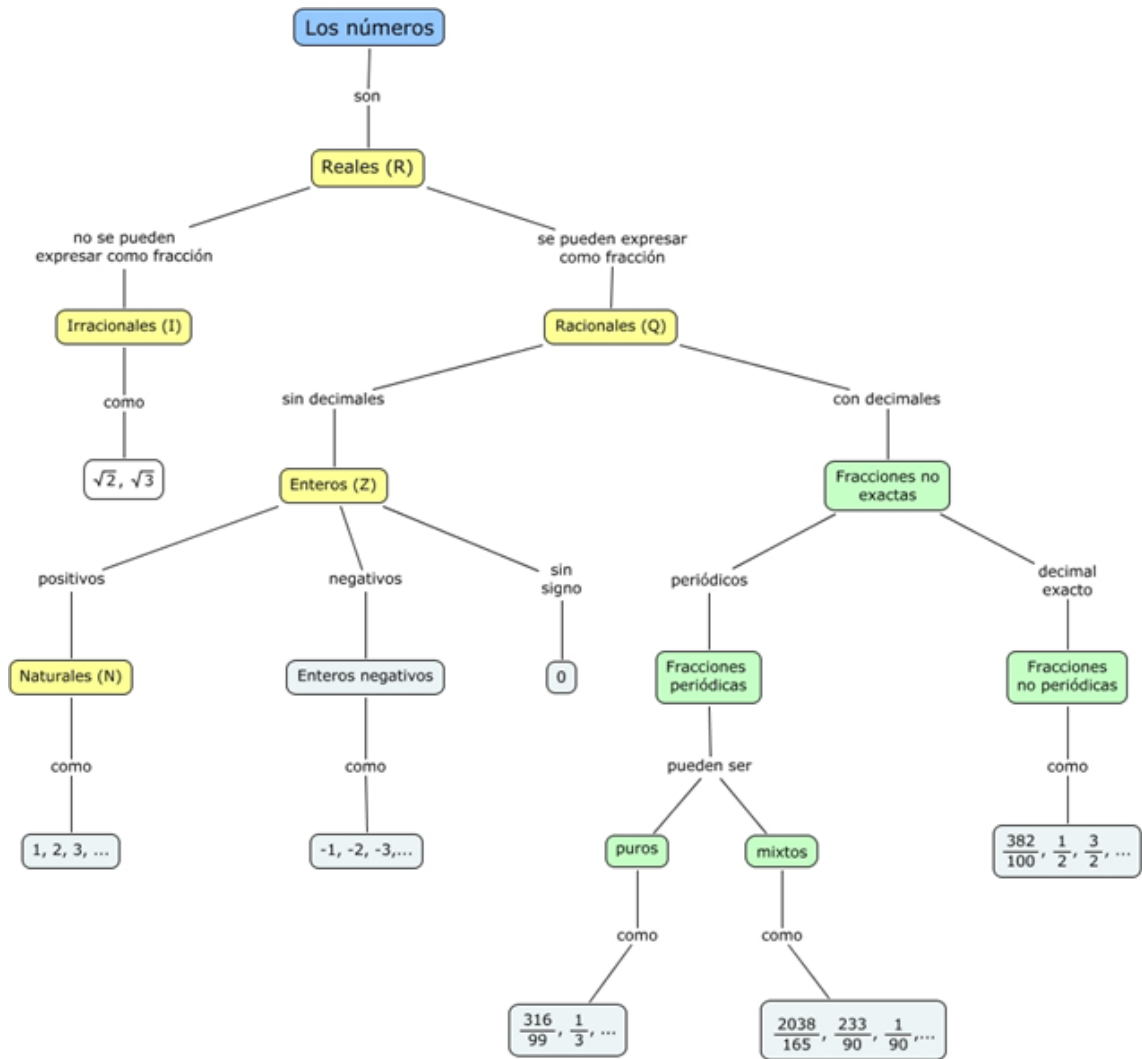 Los números
son
Reales (R)
no se pueden
expresar como fracción
se pueden expresar
como fracción
Irracionales (I)
Racionales (Q)
como
sin decimales
con decimales
√2, √3
Enteros (Z)
Fracciones no
exactas
positivos
negativos
sin
signo
periódicos
decimal
exacto
Naturales (N)
Enteros negativos
0
Fracciones
periódicas
Fracciones
no periódicas
como
como
pueden ser
como
1, 2, 3, ...
-1, -2, -3,...
puros
mixtos
382/100, 1/2, 3/2, ...
como
como
316/99, 1/3, ...
2038/165, 233/90, 1/90,...